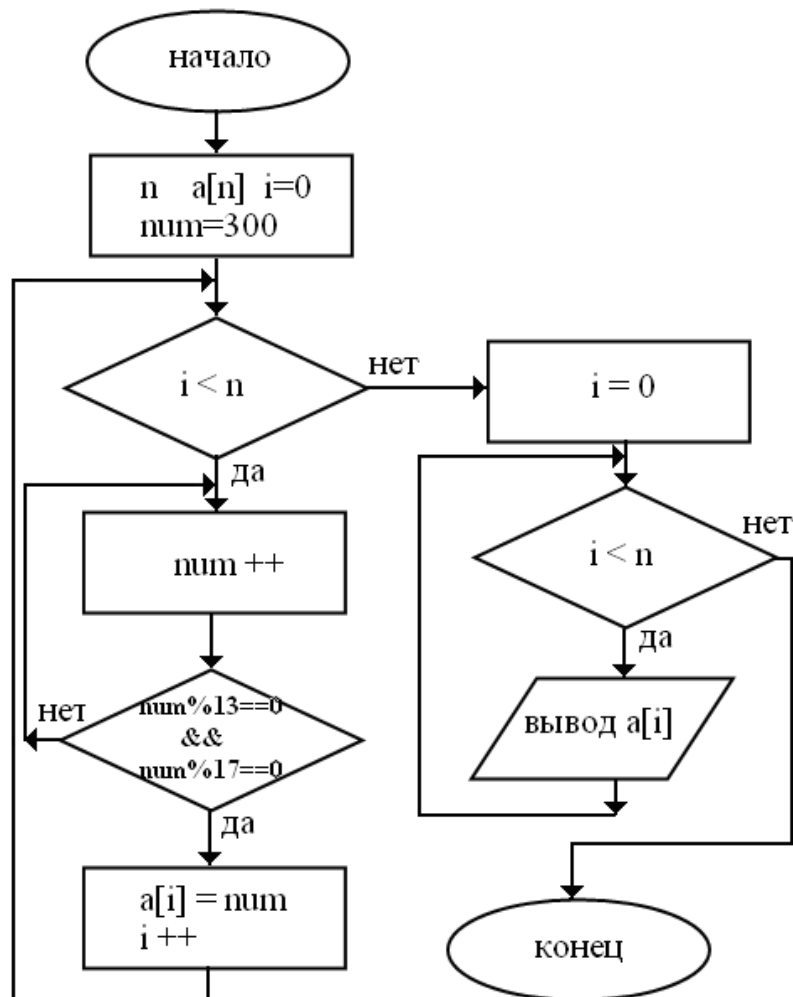 начало
n a[n] i=0
num=300
i < n
нет
i = 0
да
num ++
i < n
нет
да
num%13==0
&&
num%17==0
нет
вывод a[i]
да
a[i] = num
i ++
конец